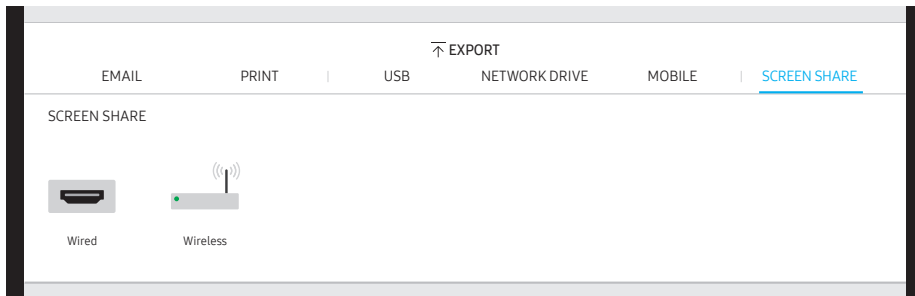 EXPORT
EMAIL PRINT USB NETWORK DRIVE MOBILE SCREEN SHARE
SCREEN SHARE
Wired Wireless